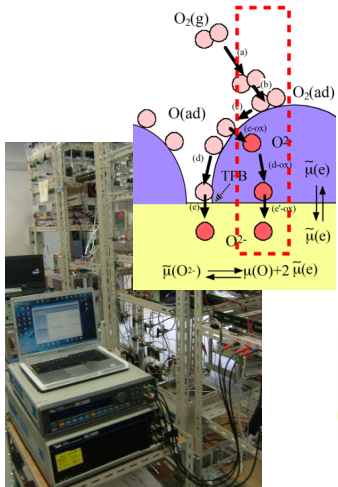 O₂(g)
(a)
(b)
O₂(ad)
(c)
O(ad)
(e-ox)
O²⁻
(d)
(d-ox)
TPB
μ̃(e)
(e)
(e'-ox)
O²⁻
μ̃(e)
μ̃(O²⁻) ⇌ μ(O)+2 μ̃(e)